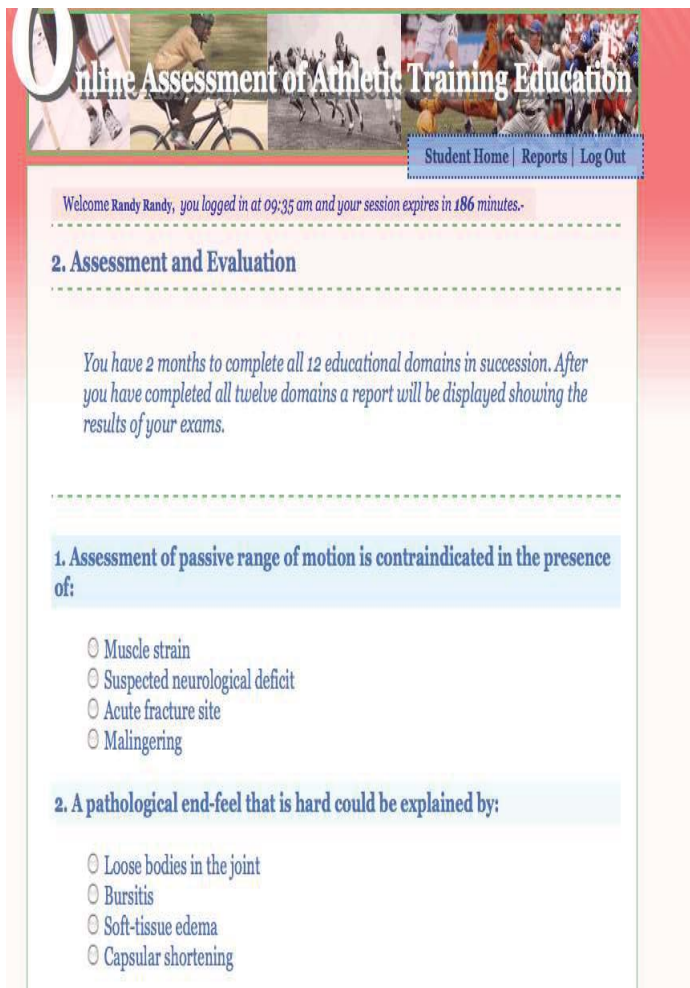 Online Assessment of Athletic Training Education
Student Home | Reports | Log Out
Welcome Randy Randy, you logged in at 09:35 am and your session expires in 186 minutes.-
2. Assessment and Evaluation
You have 2 months to complete all 12 educational domains in succession. After
you have completed all twelve domains a report will be displayed showing the
results of your exams.
1. Assessment of passive range of motion is contraindicated in the presence
of:
Muscle strain
Suspected neurological deficit
Acute fracture site
Malingering
2. A pathological end-feel that is hard could be explained by:
Loose bodies in the joint
Bursitis
Soft-tissue edema
Capsular shortening